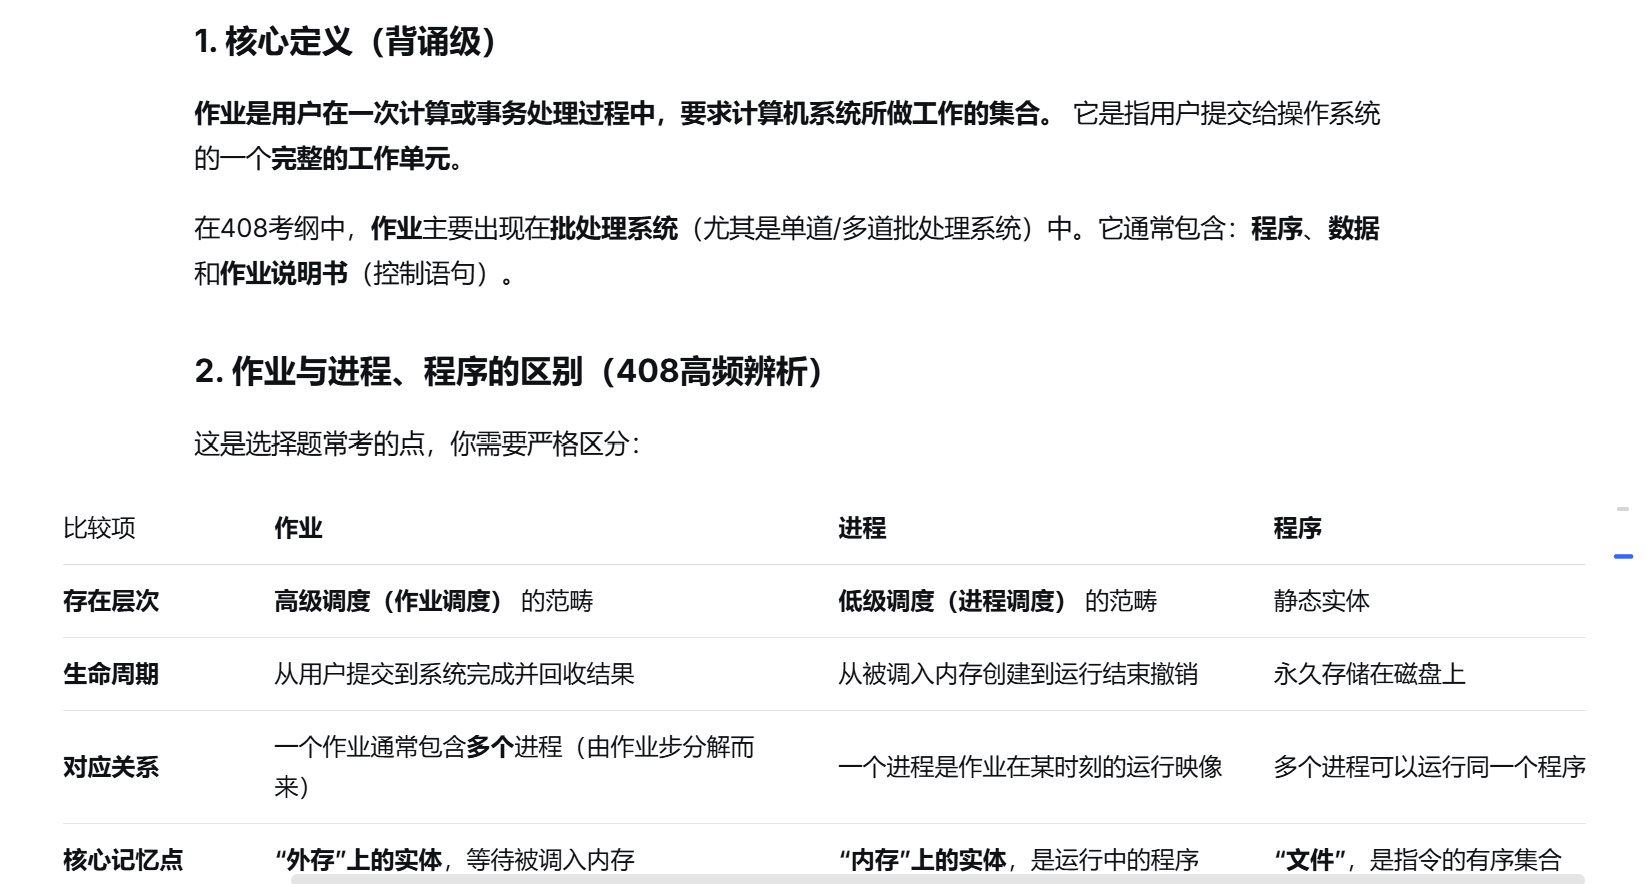 1. 核心定义（背诵级）
作业是用户在一次计算或事务处理过程中，要求计算机系统所做工作的集合。 它是指用户提交给操作系统
的一个完整的工作单元。
在408考纲中，作业主要出现在批处理系统（尤其是单道/多道批处理系统）中。它通常包含：程序、数据
和作业说明书（控制语句）。
2. 作业与进程、程序的区别（408高频辨析）
这是选择题常考的点，你需要严格区分：
比较项 作业 进程 程序
存在层次 高级调度（作业调度） 的范畴 低级调度（进程调度） 的范畴 静态实体
生命周期 从用户提交到系统完成并回收结果 从被调入内存创建到运行结束撤销 永久存储在磁盘上
对应关系 一个作业通常包含多个进程（由作业步分解而
来） 一个进程是作业在某时刻的运行映像 多个进程可以运行同一个程序
核心记忆点 “外存”上的实体，等待被调入内存 “内存”上的实体，是运行中的程序 “文件”，是指令的有序集合